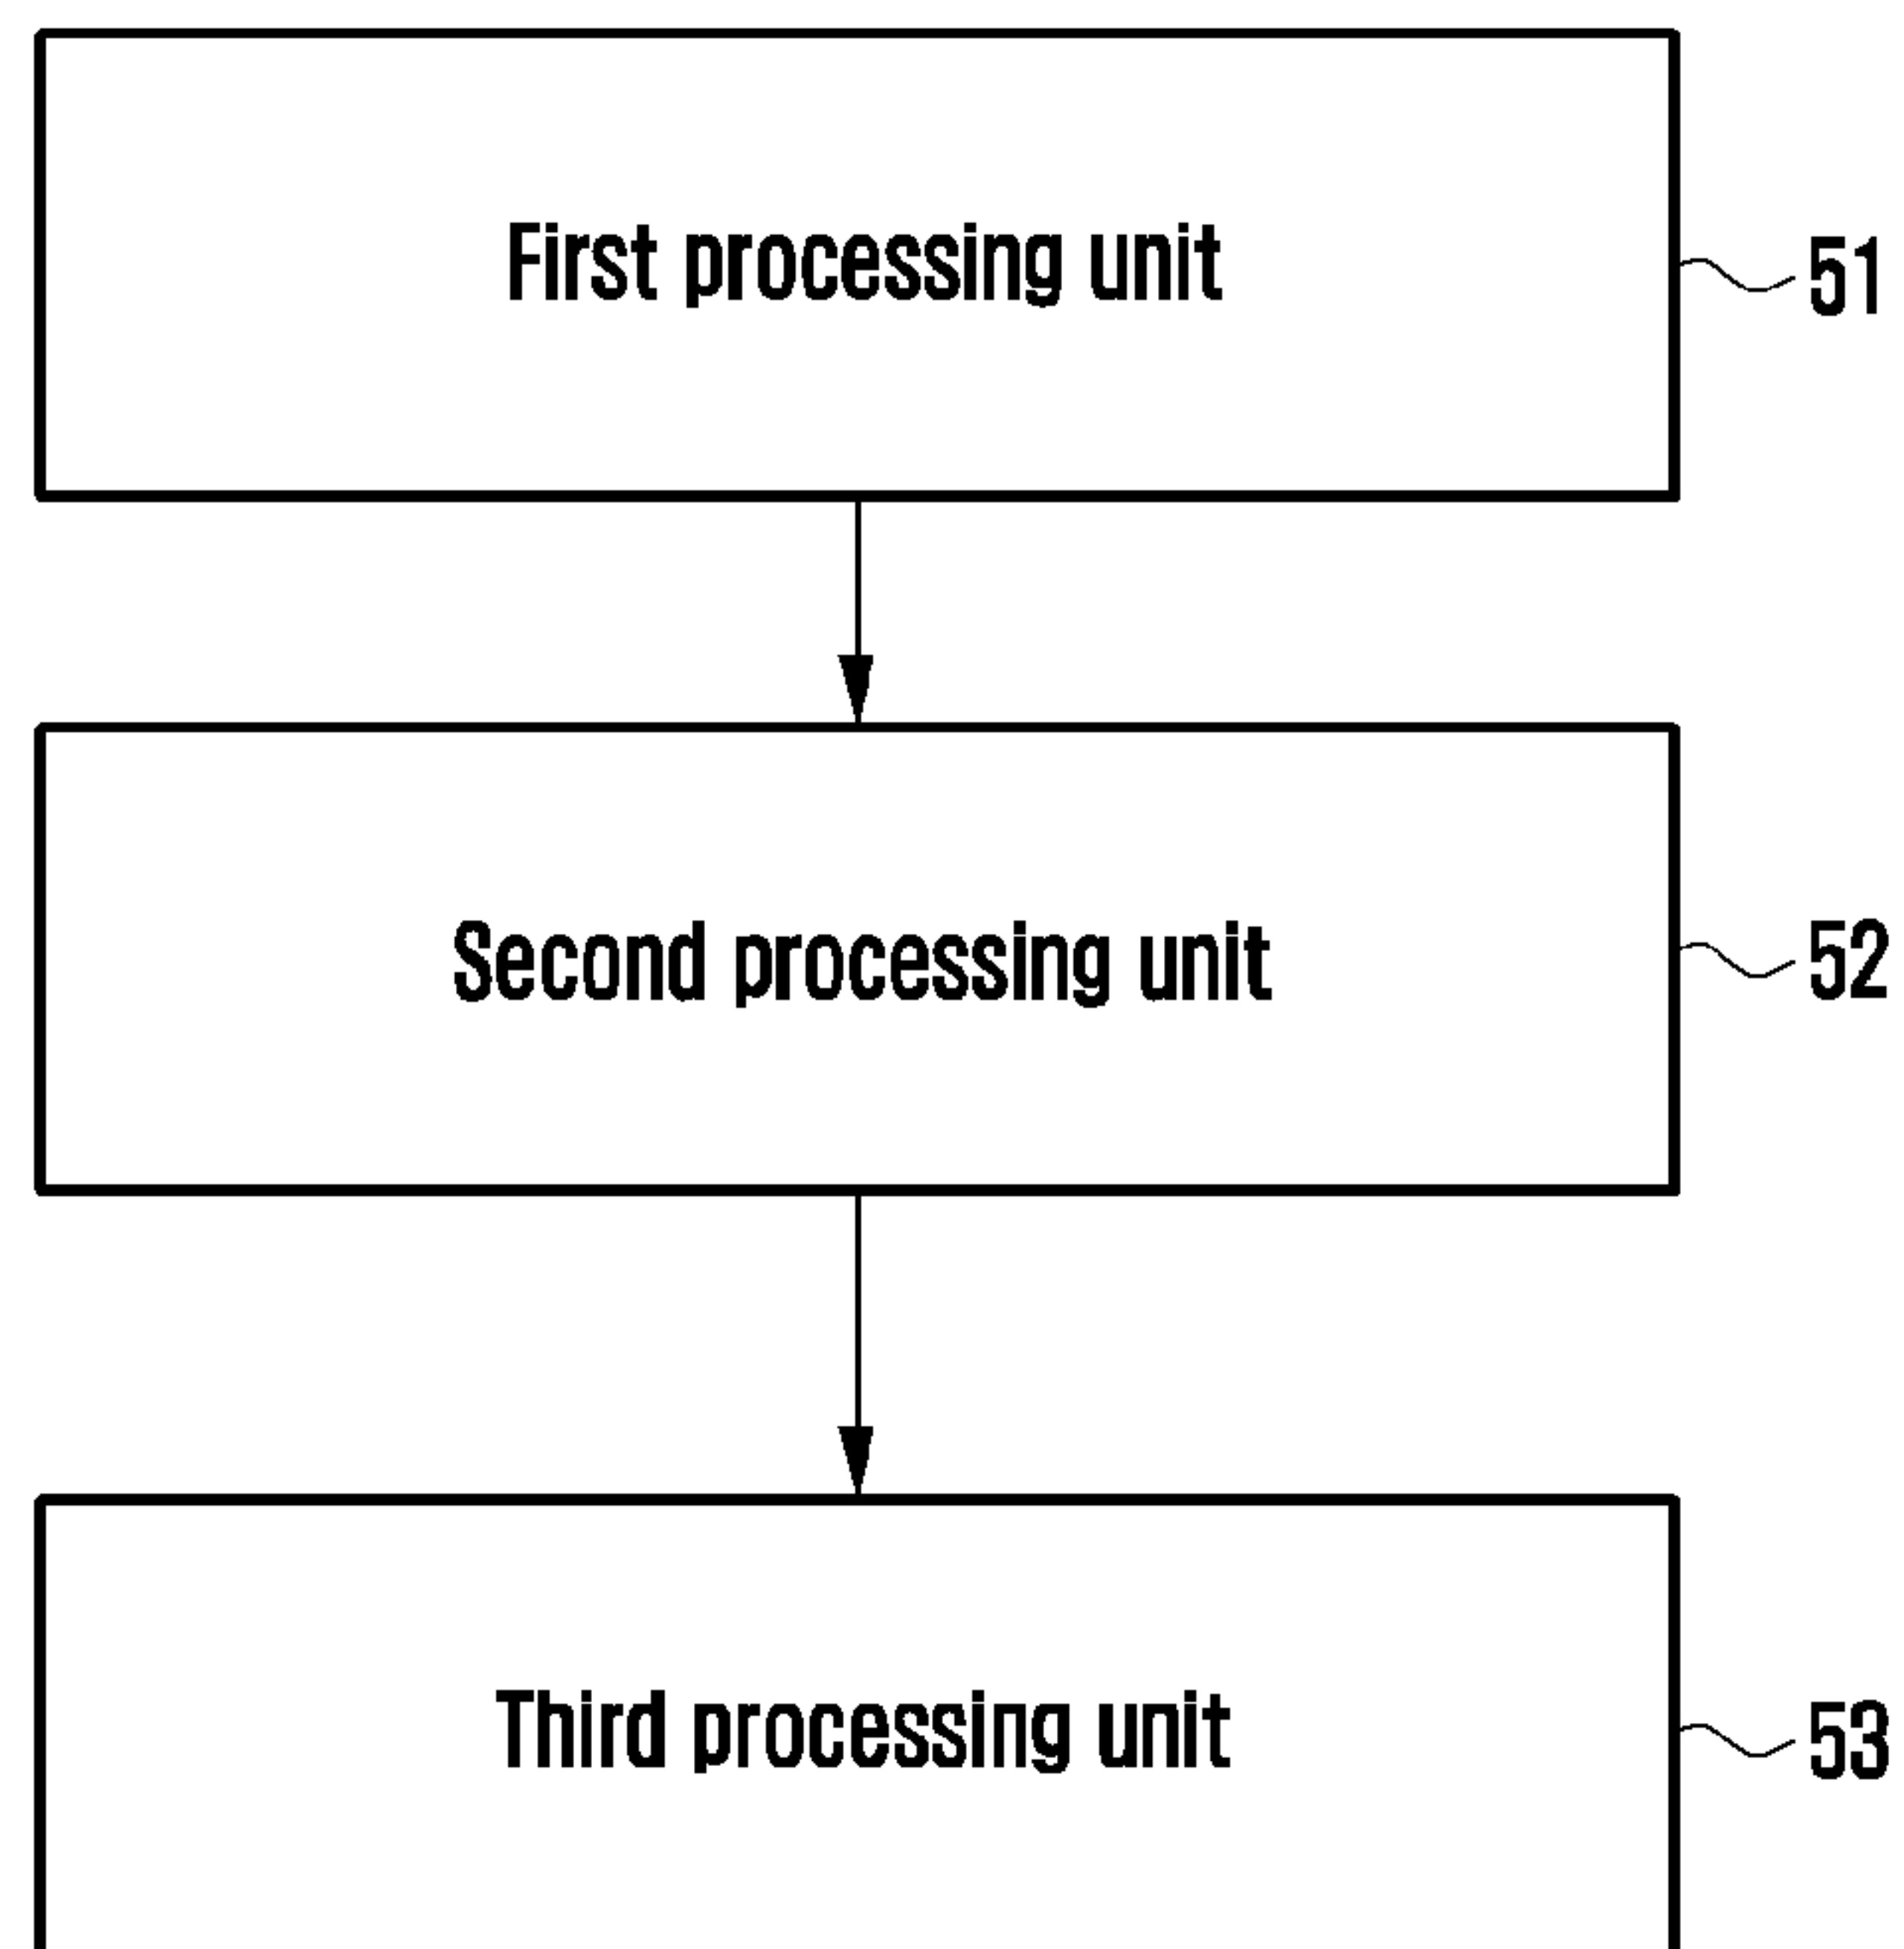 First processing unit
51
Second processing unit
52
Third processing unit
53